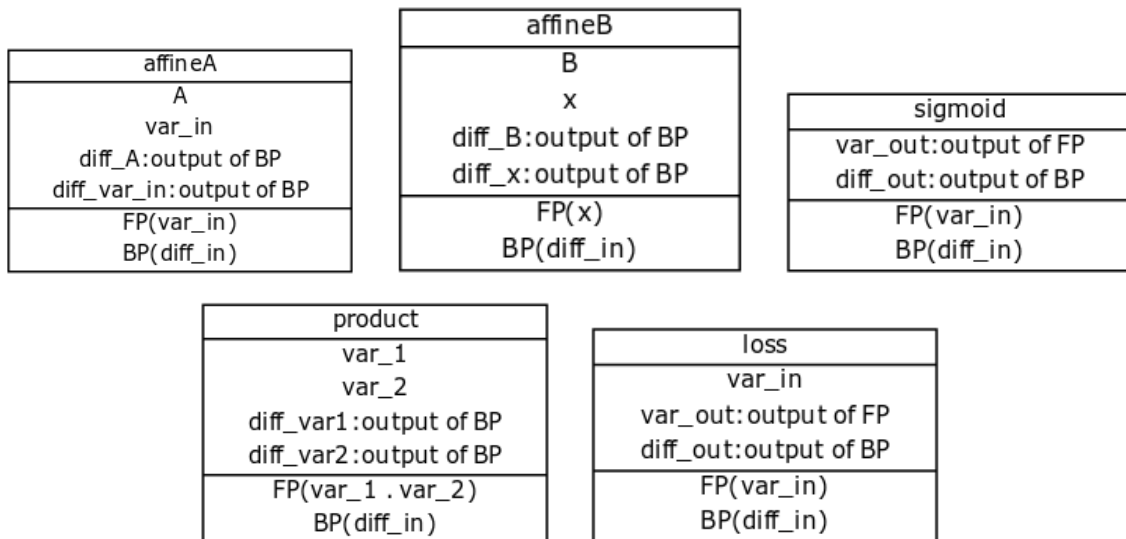 affineA
A
var_in
diff_A:output of BP
diff_var_in:output of BP
FP(var_in)
BP(diff_in)
affineB
B
x
diff_B:output of BP
diff_x:output of BP
FP(x)
BP(diff_in)
sigmoid
var_out:output of FP
diff_out:output of BP
FP(var_in)
BP(diff_in)
product
var_1
var_2
diff_var1:output of BP
diff_var2:output of BP
FP(var_1 . var_2)
BP(diff_in)
loss
var_in
var_out:output of FP
diff_out:output of BP
FP(var_in)
BP(diff_in)